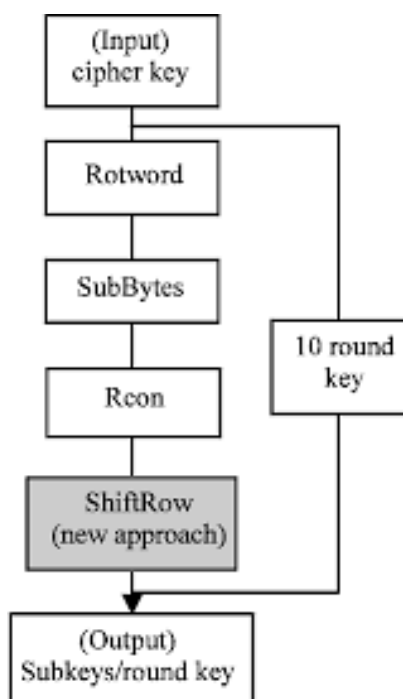 (Input)
cipher key
Rotword
SubBytes
10 round
key
Rcon
ShiftRow
(new approach)
(Output)
Subkeys/round key